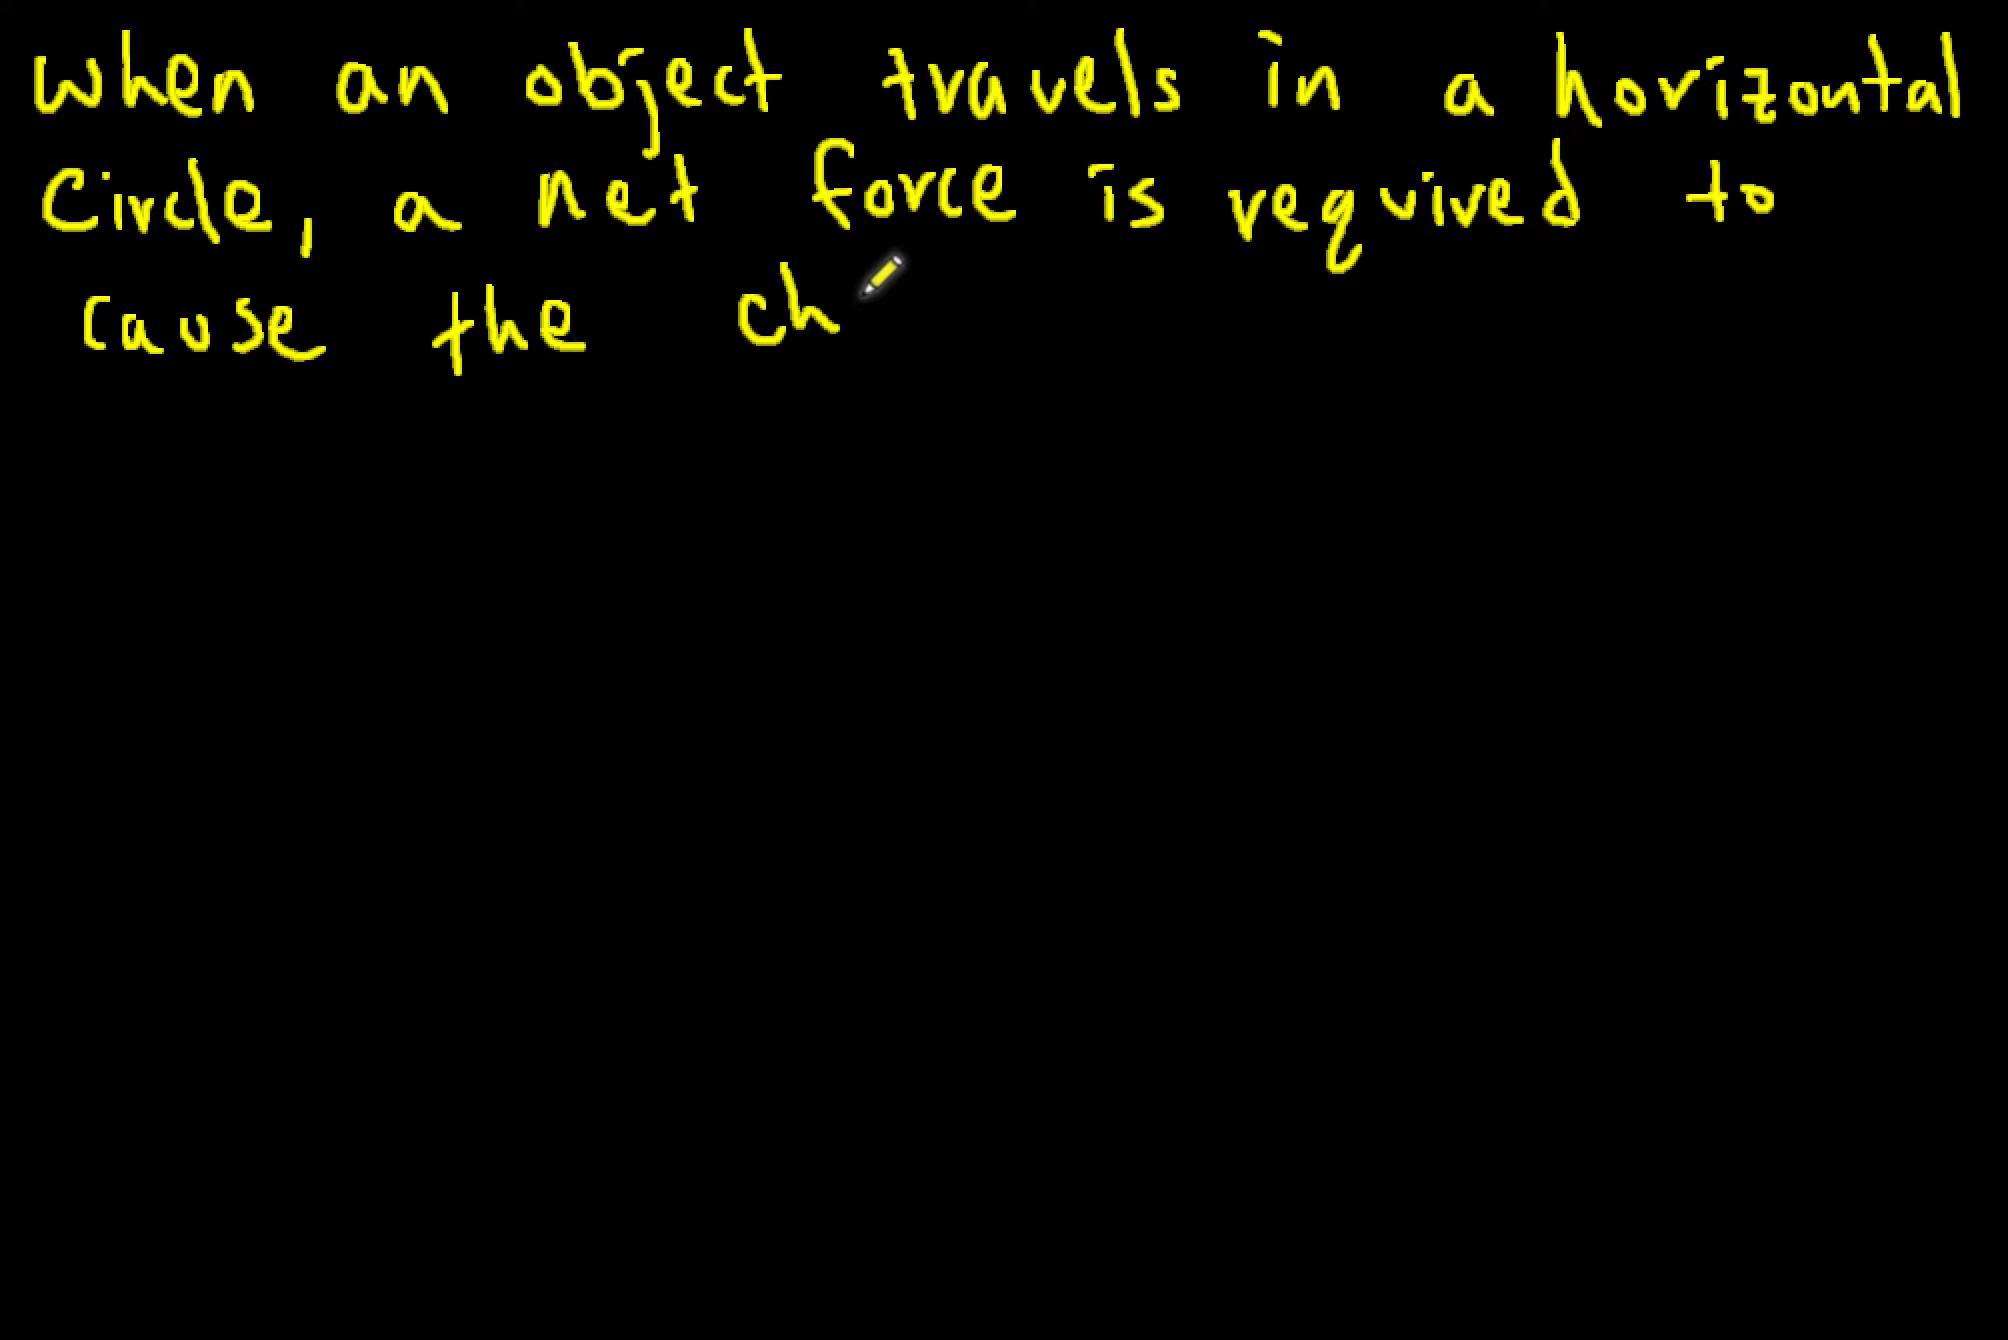 when an object travels in a horizontal
Circle, a net force is required to
cause the ch